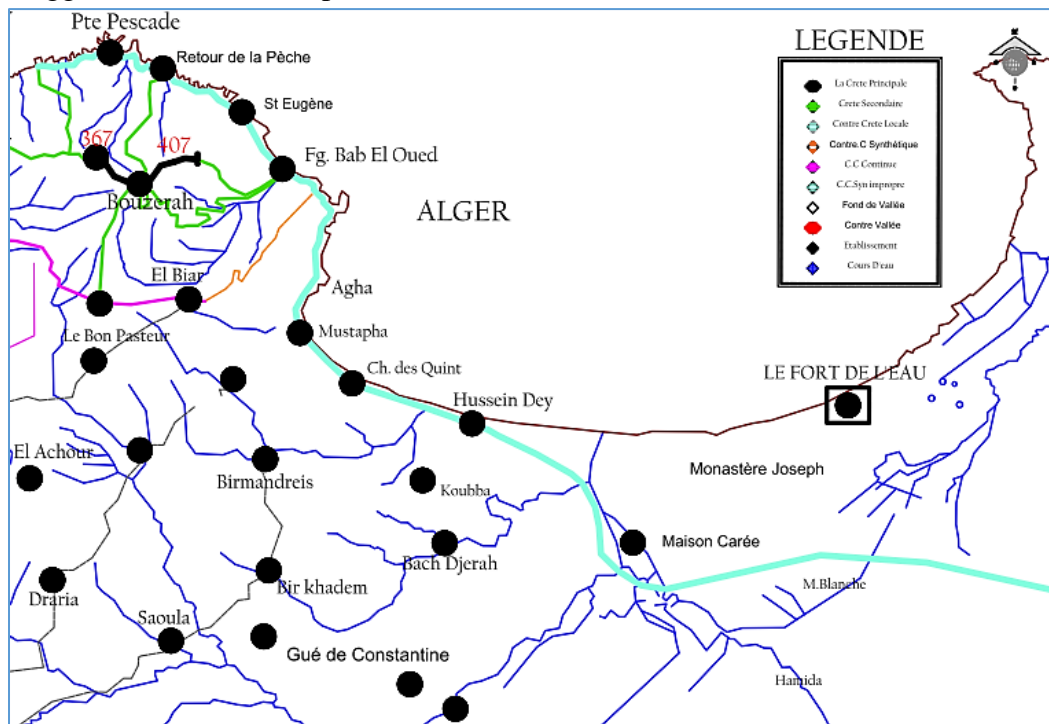 Pte Pescade
Retour de la Pèche
St Eugène
367
407
Bouzerah
Fg. Bab El Oued
ALGER
El Biar
Agha
Le Bon Pasteur
Mustapha
Ch. des Quint
Hussein Dey
LE FORT DE L'EAU
El Achour
Birmandreis
Koubba
Monastère Joseph
Bach Djerah
Maison Carée
Draria
Bir khadem
M.Blanche
Saoula
Gué de Constantine
Hamida
LEGENDE
La Crete Principale
Crete Secondaire
Contre Crete Locale
Contre.C Synthètique
C.C Continue
C.C.Syn impropre
Fond de Vallée
Contre Vallée
Etablissement
Cours D'eau